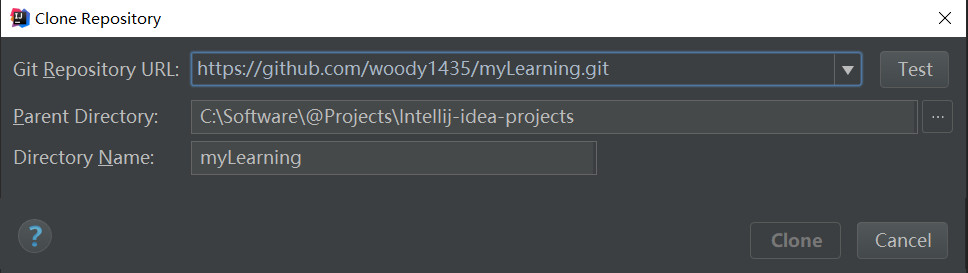 Clone Repository
Git Repository URL: https://github.com/woody1435/myLearning.git Test
Parent Directory: C:\Software\@Projects\Intellij-idea-projects ...
Directory Name: myLearning
? Clone Cancel